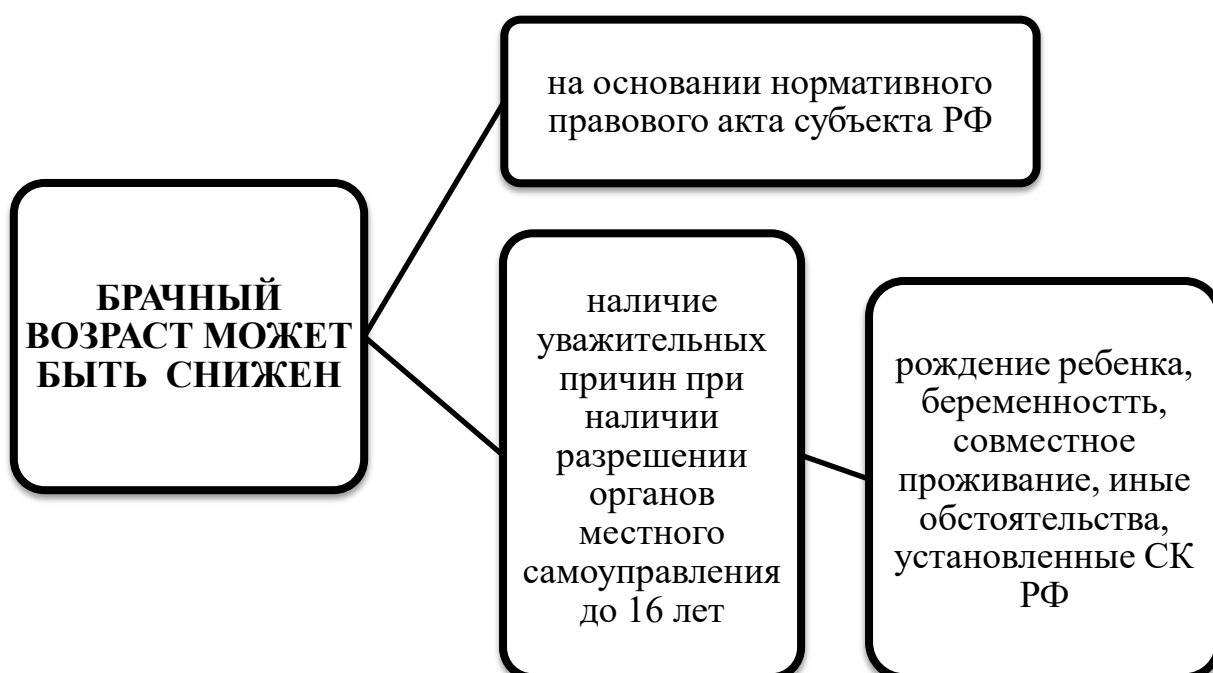 на основании нормативного
правового акта субъекта РФ
БРАЧНЫЙ
ВОЗРАСТ МОЖЕТ
БЫТЬ СНИЖЕН
наличие
уважительных
причин при
наличии
разрешении
органов
местного
самоуправления
до 16 лет
рождение ребенка,
беременностть,
совместное
проживание, иные
обстоятельства,
установленные СК
РФ